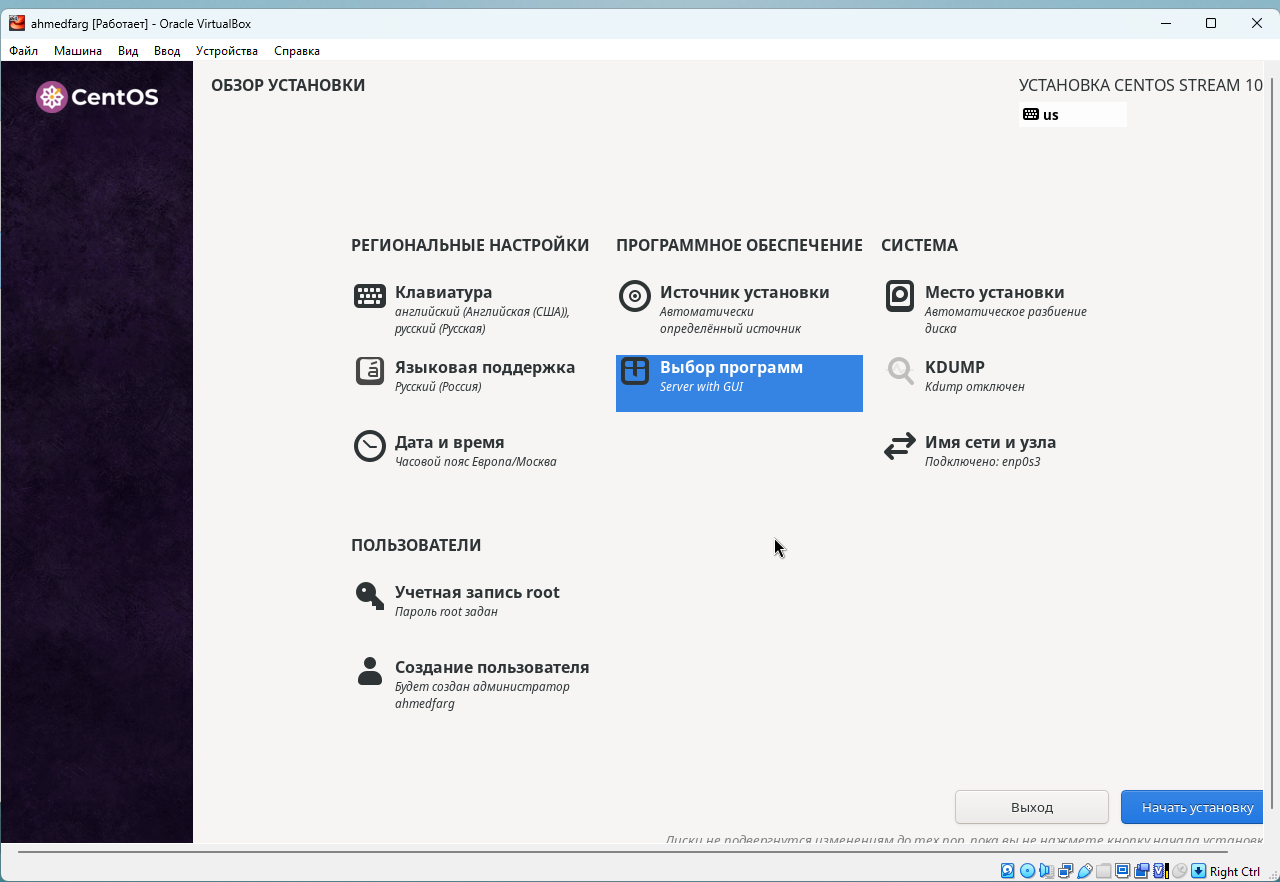 ahmedfarg [Работает] - Oracle VirtualBox
Файл Машина Вид Ввод Устройства Справка
CentOS
ОБЗОР УСТАНОВКИ
УСТАНОВКА CENTOS STREAM 10
us
РЕГИОНАЛЬНЫЕ НАСТРОЙКИ
Клавиатура
английский (Английская (США)),
русский (Русская)
Языковая поддержка
Русский (Россия)
Дата и время
Часовой пояс Европа/Москва
ПРОГРАММНОЕ ОБЕСПЕЧЕНИЕ
Источник установки
Автоматически
определённый источник
Выбор программ
Server with GUI
СИСТЕМА
Место установки
Автоматическое разбиение
диска
KDUMP
Kdump отключен
Имя сети и узла
Подключено: enp0s3
ПОЛЬЗОВАТЕЛИ
Учетная запись root
Пароль root задан
Создание пользователя
Будет создан администратор
ahmedfarg
Выход
Начать установку
Диски не подвергнутся изменениям до тех пор, пока вы не нажмете кнопку начала установк
Right Ctrl